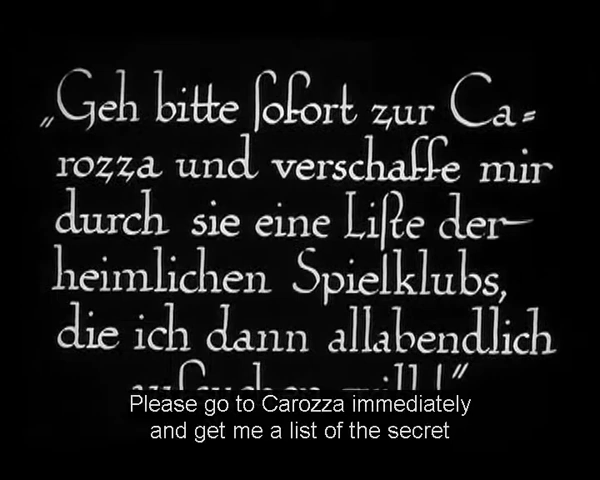 „Geh bitte ſofort zur Ca⸗
rozza und verschaffe mir
durch sie eine Liſte der
heimlichen Spielklubs,
die ich dann allabendlich
will!“
Please go to Carozza immediately
and get me a list of the secret